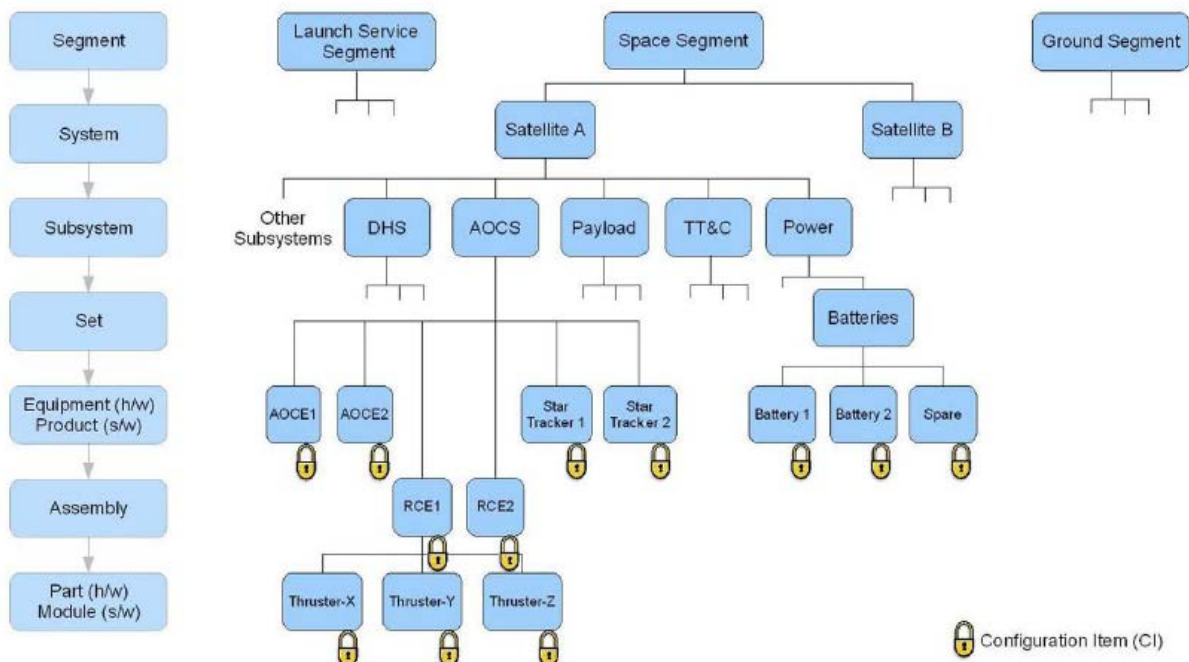 Segment
Launch Service
Segment
Space Segment
Ground Segment
System
Satellite A
Satellite B
Subsystem
Other
Subsystems
DHS
AOCS
Payload
TT&C
Power
Set
Batteries
Equipment (h/w)
Product (s/w)
AOCE1
AOCE2
Star
Tracker 1
Star
Tracker 2
Battery 1
Battery 2
Spare
Assembly
RCE1
RCE2
Part (h/w)
Module (s/w)
Thruster-X
Thruster-Y
Thruster-Z
Configuration Item (CI)